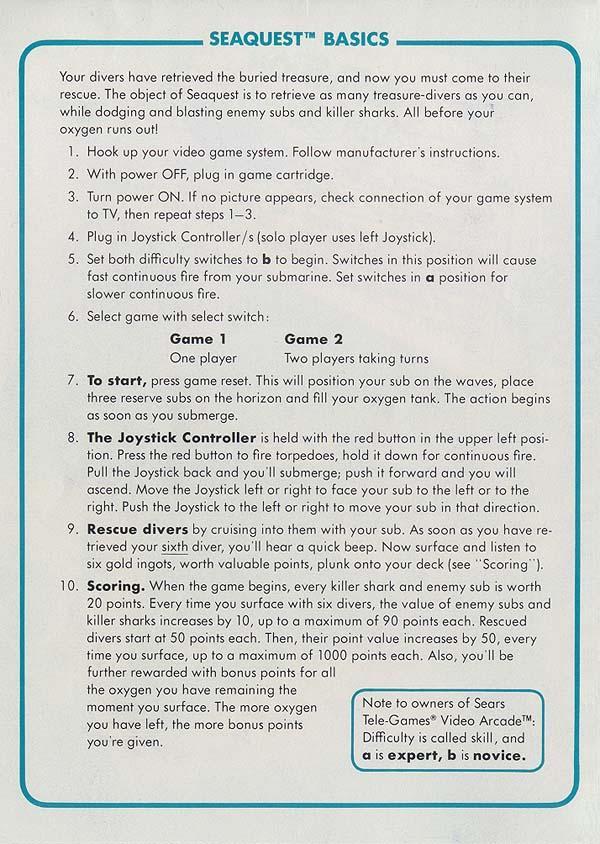 SEAQUEST™ BASICS
Your divers have retrieved the buried treasure, and now you must come to their
rescue. The object of Seaquest is to retrieve as many treasure-divers as you can,
while dodging and blasting enemy subs and killer sharks. All before your
oxygen runs out!
1. Hook up your video game system. Follow manufacturer's instructions.
2. With power OFF, plug in game cartridge.
3. Turn power ON. If no picture appears, check connection of your game system
to TV, then repeat steps 1–3.
4. Plug in Joystick Controller/s (solo player uses left Joystick).
5. Set both difficulty switches to b to begin. Switches in this position will cause
fast continuous fire from your submarine. Set switches in a position for
slower continuous fire.
6. Select game with select switch:
Game 1 Game 2
One player Two players taking turns
7. To start, press game reset. This will position your sub on the waves, place
three reserve subs on the horizon and fill your oxygen tank. The action begins
as soon as you submerge.
8. The Joystick Controller is held with the red button in the upper left posi-
tion. Press the red button to fire torpedoes, hold it down for continuous fire.
Pull the Joystick back and you'll submerge; push it forward and you will
ascend. Move the Joystick left or right to face your sub to the left or to the
right. Push the Joystick to the left or right to move your sub in that direction.
9. Rescue divers by cruising into them with your sub. As soon as you have re-
trieved your sixth diver, you'll hear a quick beep. Now surface and listen to
six gold ingots, worth valuable points, plunk onto your deck (see "Scoring").
10. Scoring. When the game begins, every killer shark and enemy sub is worth
20 points. Every time you surface with six divers, the value of enemy subs and
killer sharks increases by 10, up to a maximum of 90 points each. Rescued
divers start at 50 points each. Then, their point value increases by 50, every
time you surface, up to a maximum of 1000 points each. Also, you'll be
further rewarded with bonus points for all
the oxygen you have remaining the
moment you surface. The more oxygen
you have left, the more bonus points
you're given.
Note to owners of Sears
Tele-Games® Video Arcade™:
Difficulty is called skill, and
a is expert, b is novice.